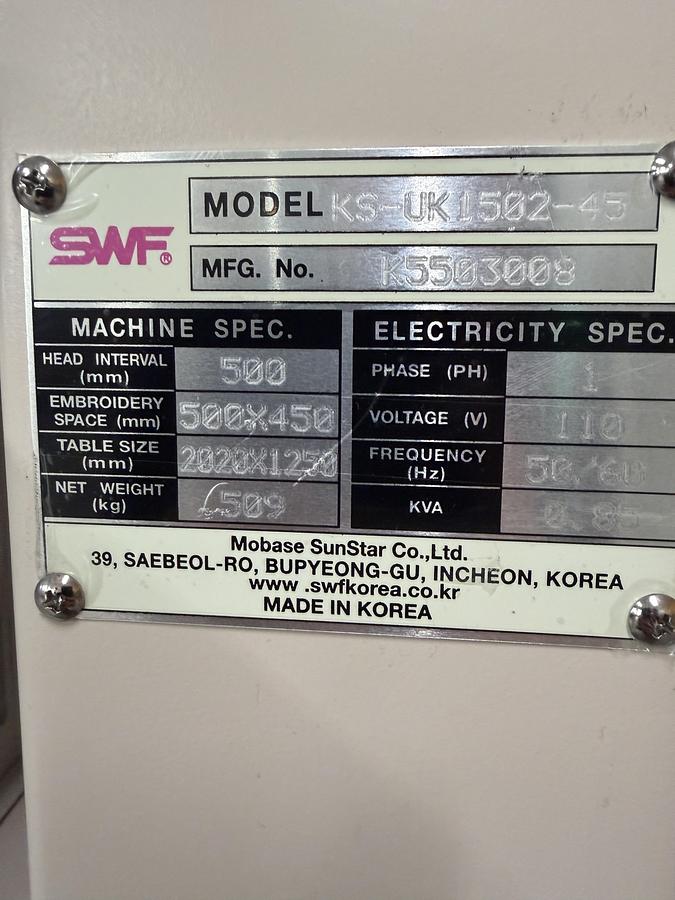 SWF®
MODEL KS-UK1502-45
MFG. No. K5503008
MACHINE SPEC.
HEAD INTERVAL (mm) 500
EMBROIDERY SPACE (mm) 500X450
TABLE SIZE (mm) 2020X1250
NET WEIGHT (kg) 509
ELECTRICITY SPEC.
PHASE (PH) 1
VOLTAGE (V) 110
FREQUENCY (Hz) 50/60
KVA 0.85
Mobase SunStar Co.,Ltd.
39, SAEBEOL-RO, BUPYEONG-GU, INCHEON, KOREA
www .swfkorea.co.kr
MADE IN KOREA